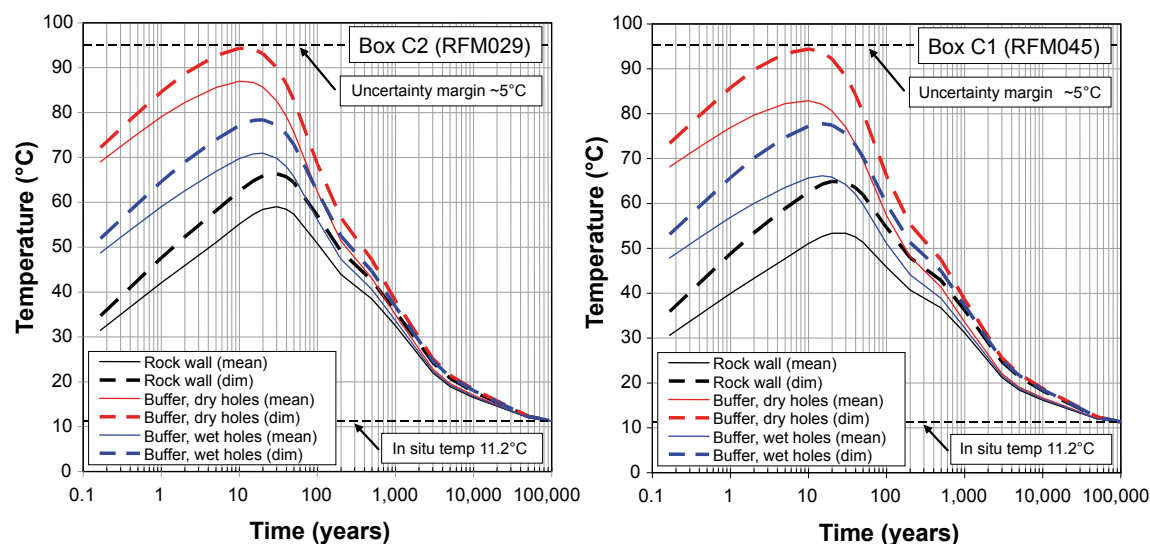 Box C2 (RFM029)
Uncertainty margin ~5°C
Temperature (°C)
100
90
80
70
60
50
40
30
20
10
0
Rock wall (mean)
Rock wall (dim)
Buffer, dry holes (mean)
Buffer, dry holes (dim)
Buffer, wet holes (mean)
Buffer, wet holes (dim)
In situ temp 11.2°C
0.1 1 10 100 1,000 10,000 100,000
Time (years)
Box C1 (RFM045)
Uncertainty margin ~5°C
Temperature (°C)
100
90
80
70
60
50
40
30
20
10
0
Rock wall (mean)
Rock wall (dim)
Buffer, dry holes (mean)
Buffer, dry holes (dim)
Buffer, wet holes (mean)
Buffer, wet holes (dim)
In situ temp 11.2°C
0.1 1 10 100 1,000 10,000 100,000
Time (years)